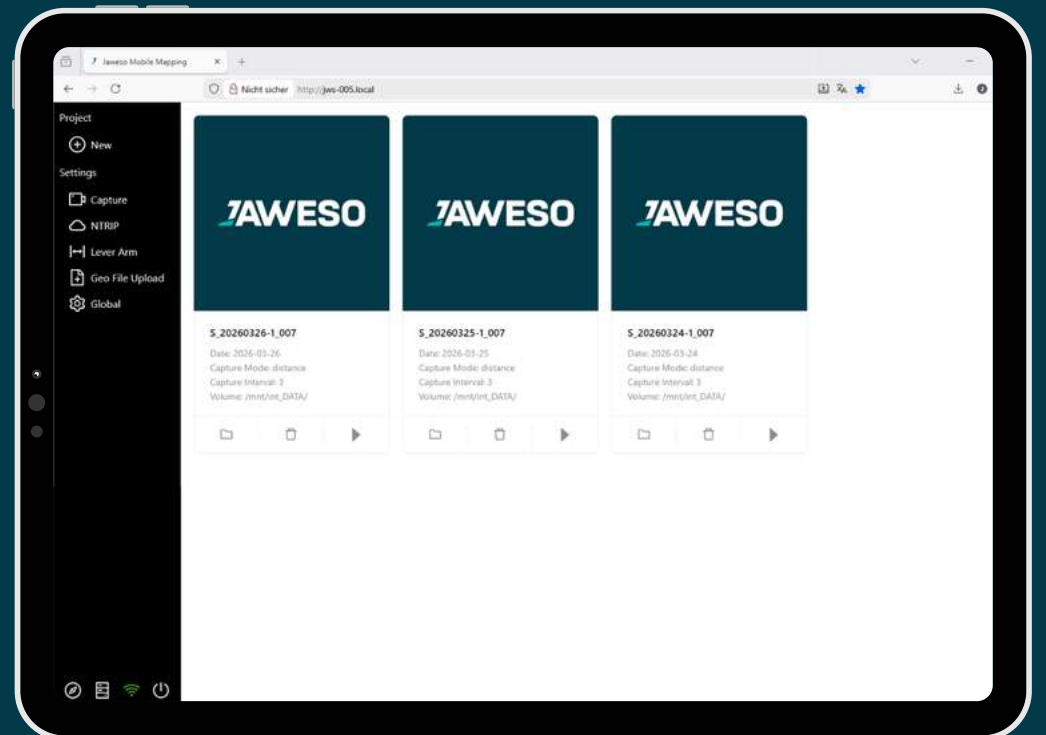 Jaweso Mobile Mapping
Nicht sicher http://jws-005.local
Project
New
Settings
Capture
NTRIP
Lever Arm
Geo File Upload
Global
JAWESO
S_20260326-1_007
Date: 2026-03-26
Capture Mode: distance
Capture Interval: 3
Volume: /mnt/int_DATA/
JAWESO
S_20260325-1_007
Date: 2026-03-25
Capture Mode: distance
Capture Interval: 3
Volume: /mnt/int_DATA/
JAWESO
S_20260324-1_007
Date: 2026-03-24
Capture Mode: distance
Capture Interval: 3
Volume: /mnt/int_DATA/